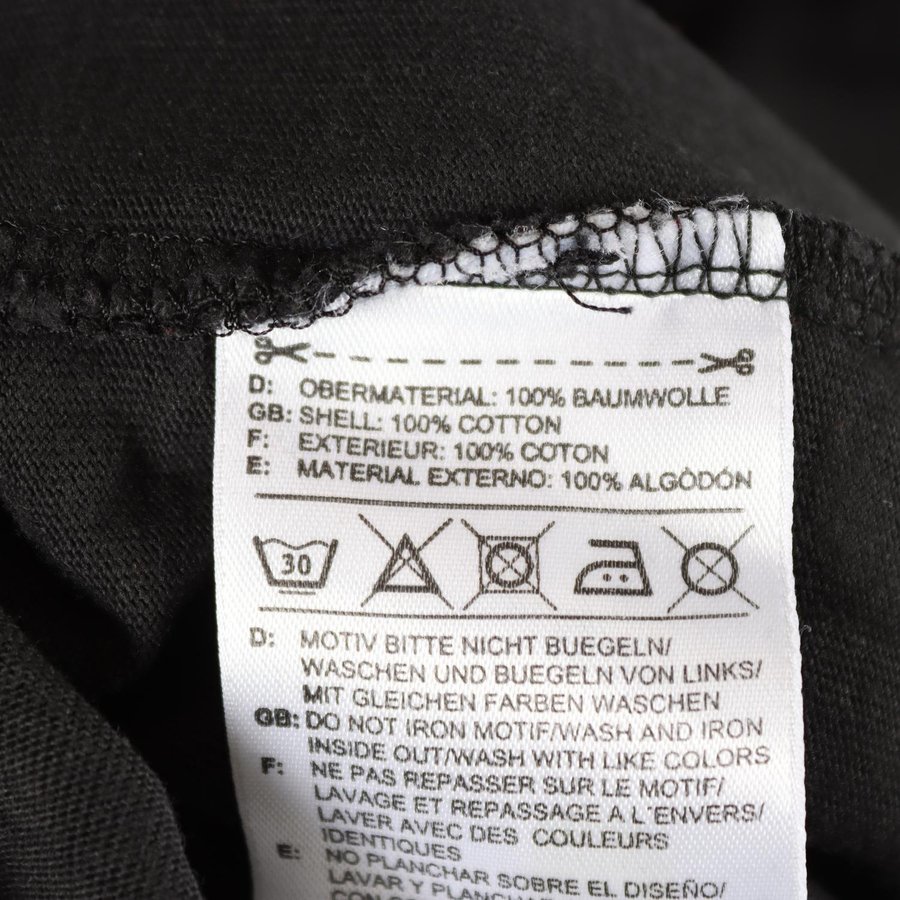 D: OBERMATERIAL: 100% BAUMWOLLE
GB: SHELL: 100% COTTON
F: EXTERIEUR: 100% COTON
E: MATERIAL EXTERNO: 100% ALGÒDÓN
30
D: MOTIV BITTE NICHT BUEGELN/
WASCHEN UND BUEGELN VON LINKS/
MIT GLEICHEN FARBEN WASCHEN
GB: DO NOT IRON MOTIF/WASH AND IRON
INSIDE OUT/WASH WITH LIKE COLORS
F: NE PAS REPASSER SUR LE MOTIF/
LAVAGE ET REPASSAGE A L'ENVERS/
LAVER AVEC DES COULEURS
IDENTIQUES
E: NO PLANCHAR SOBRE EL DISEÑO/
LAVAR Y PLANCHAR